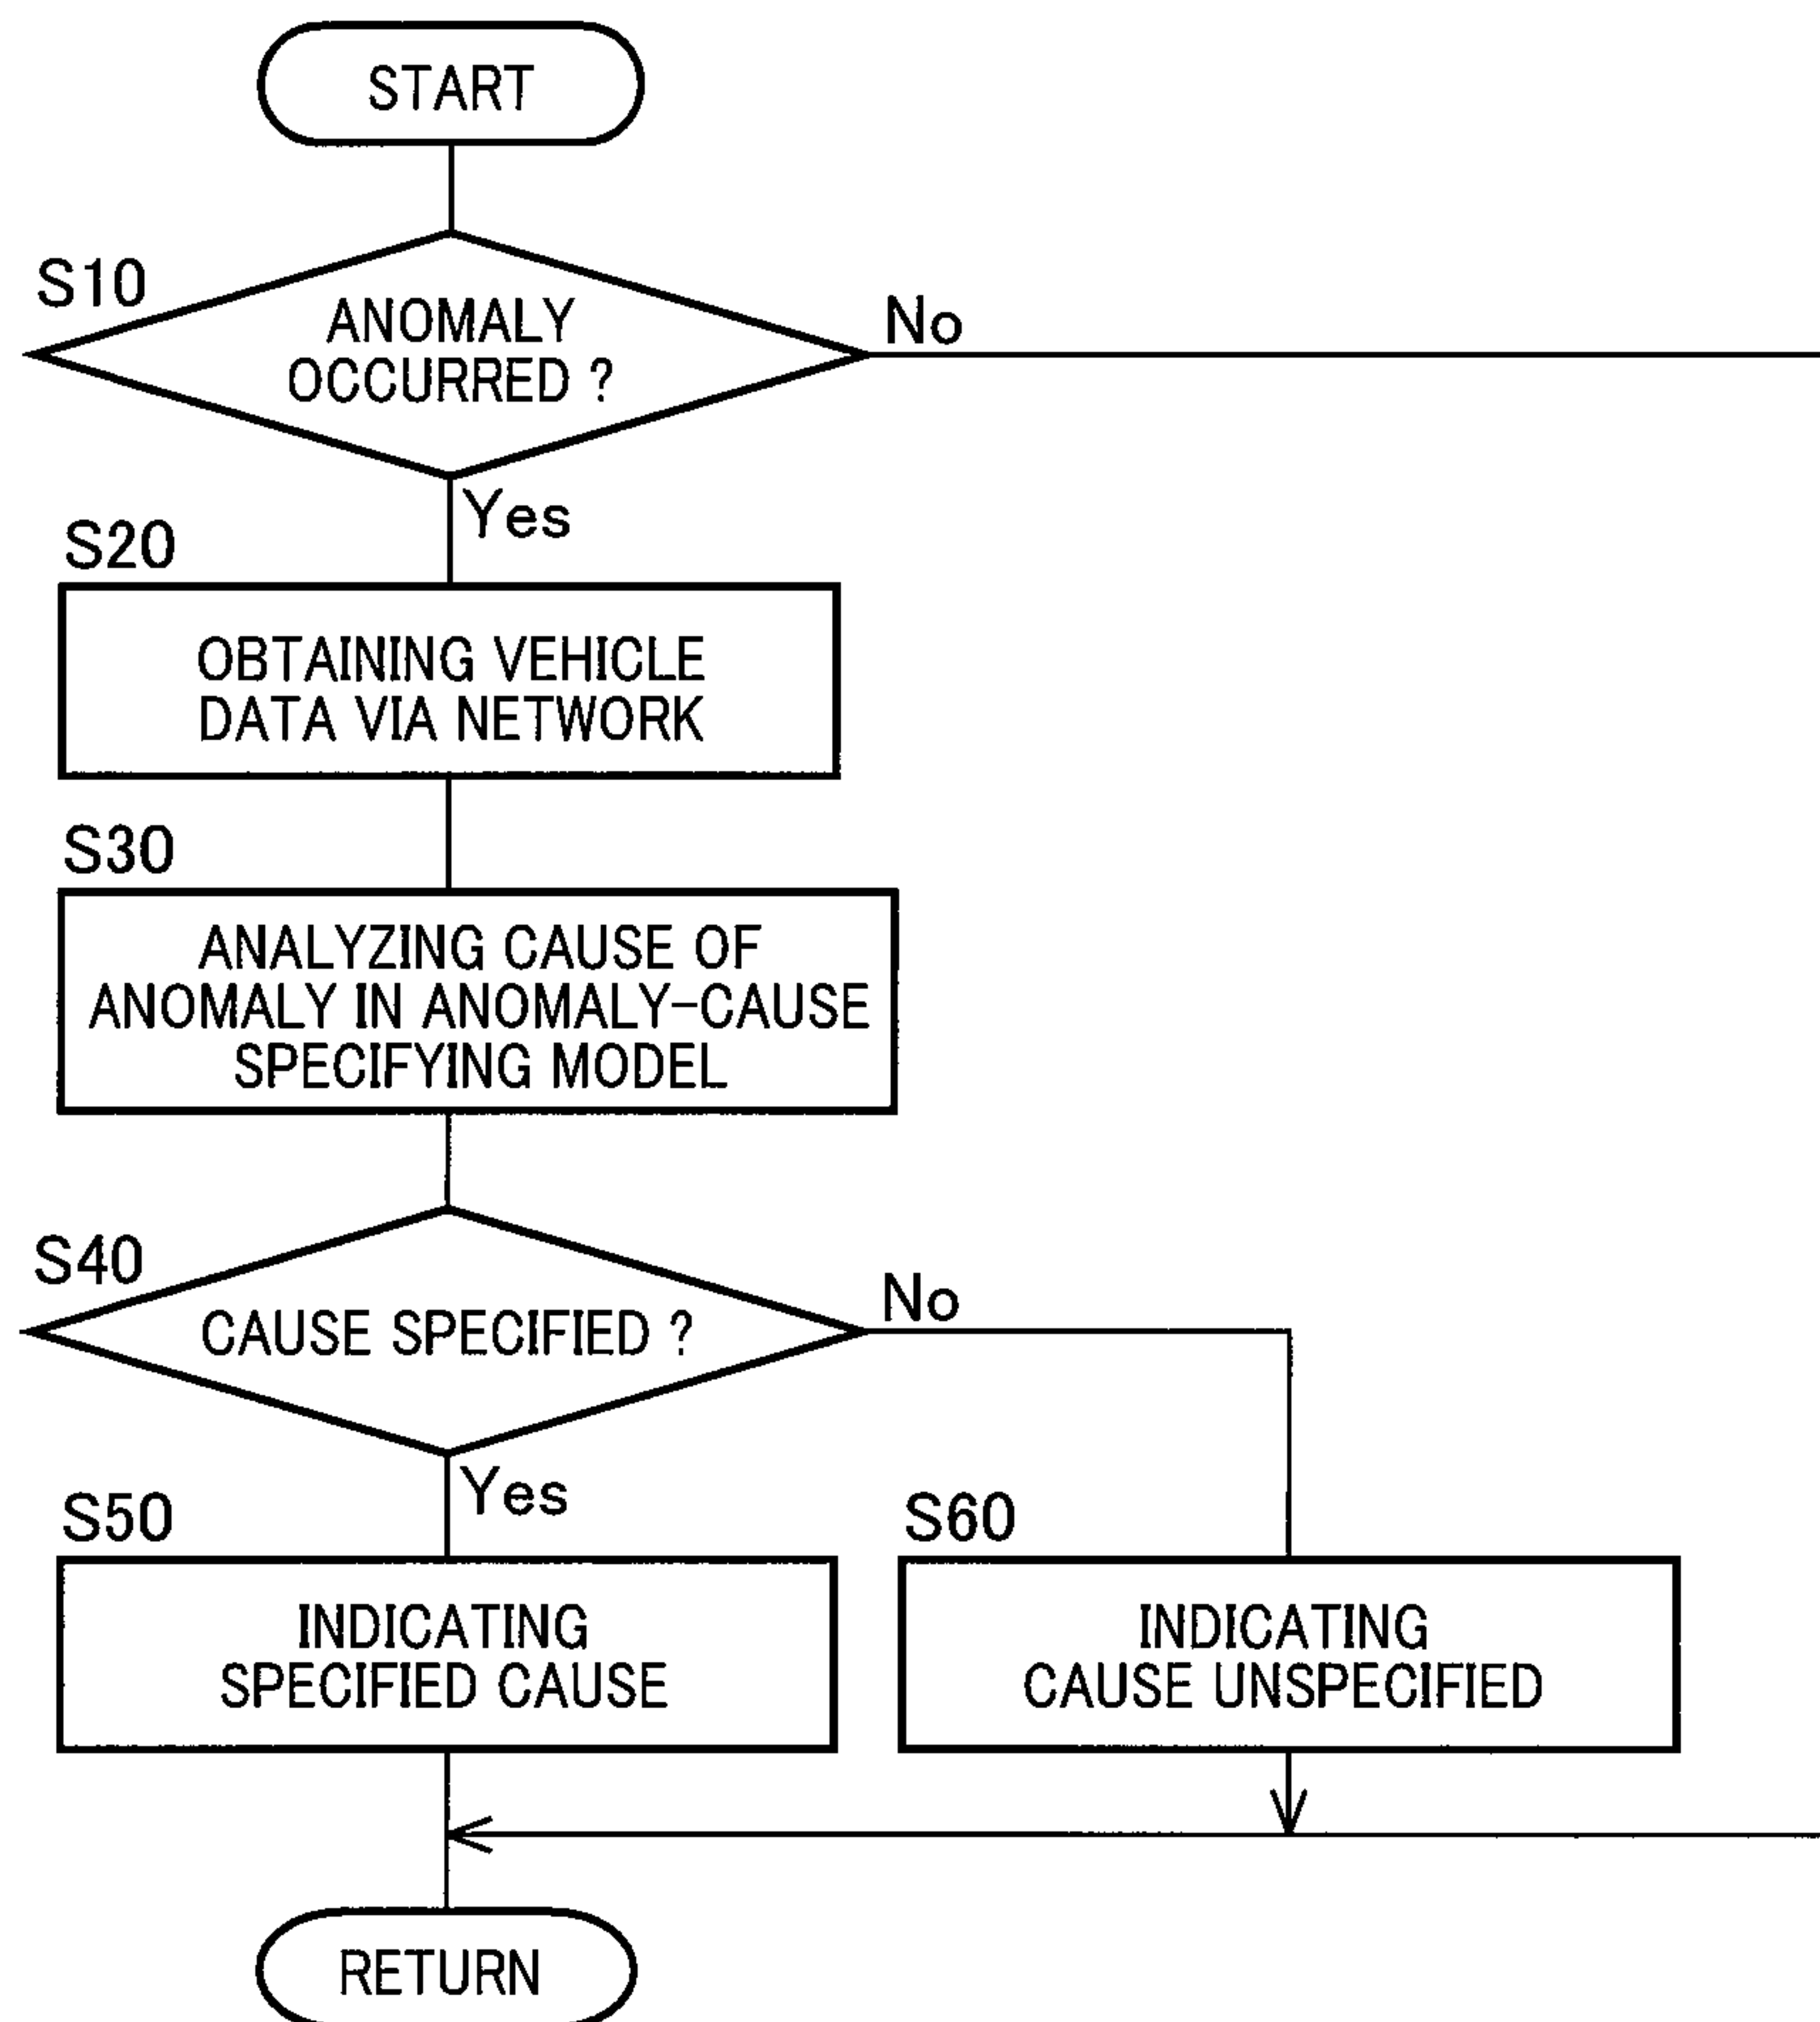 START
S10
ANOMALY
OCCURRED ?
No
Yes
S20
OBTAINING VEHICLE
DATA VIA NETWORK
S30
ANALYZING CAUSE OF
ANOMALY IN ANOMALY-CAUSE
SPECIFYING MODEL
S40
CAUSE SPECIFIED ?
No
Yes
S50
INDICATING
SPECIFIED CAUSE
S60
INDICATING
CAUSE UNSPECIFIED
RETURN